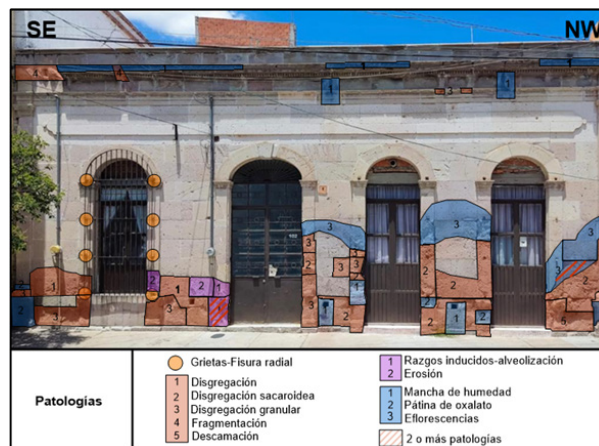 SE
NW
Patologías
Grietas-Fisura radial
1 Disgregación
2 Disgregación sacaroidea
3 Disgregación granular
4 Fragmentación
5 Descamación
1 Razgos inducidos-alveolización
2 Erosión
1 Mancha de humedad
2 Pátina de oxalato
3 Eflorescencias
2 o más patologías